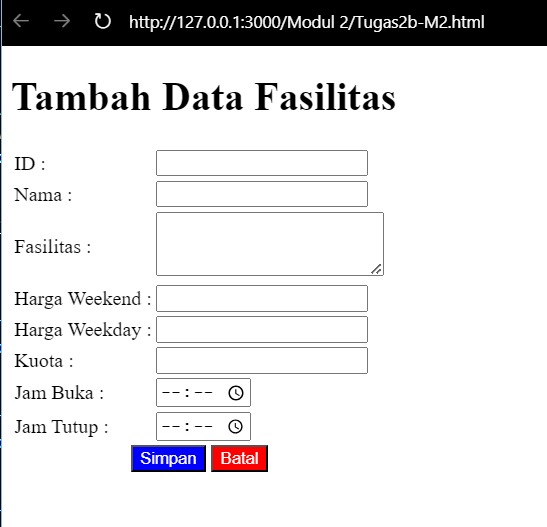 http://127.0.0.1:3000/Modul 2/Tugas2b-M2.html
Tambah Data Fasilitas
ID :
Nama :
Fasilitas :
Harga Weekend :
Harga Weekday :
Kuota :
Jam Buka : --:--
Jam Tutup : --:--
Simpan Batal